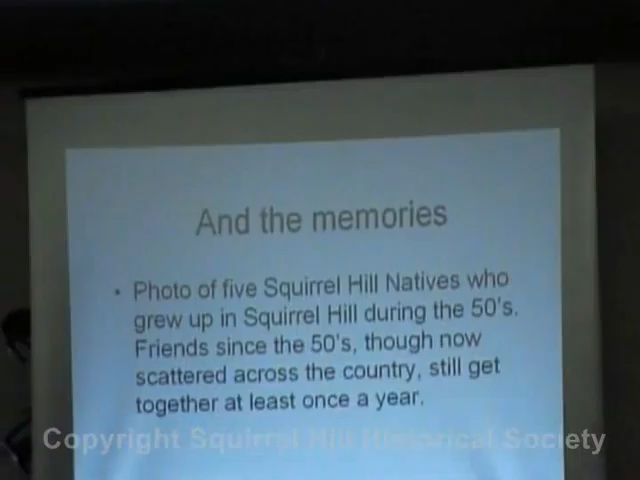 And the memories
• Photo of five Squirrel Hill Natives who
grew up in Squirrel Hill during the 50's.
Friends since the 50's, though now
scattered across the country, still get
together at least once a year.
Copyright Squirrel Hill Historical Society